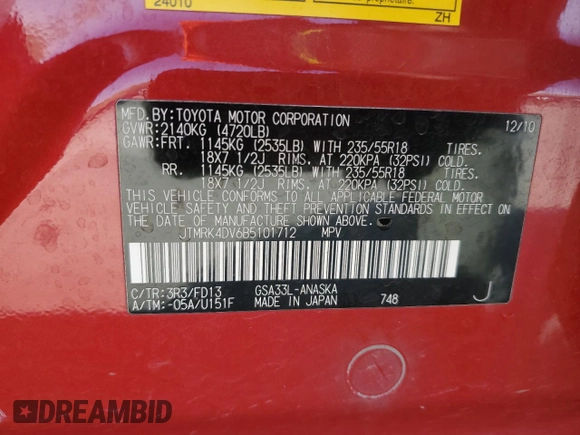 24010
propriétaire.
ZH
MFD. BY: TOYOTA MOTOR CORPORATION 12/10
GVWR: 2140KG (4720LB)
GAWR: FRT. 1145KG (2535LB) WITH 235/55R18 TIRES.
18X7 1/2J RIMS. AT 220KPA (32PSI) COLD.
RR. 1145KG (2535LB) WITH 235/55R18 TIRES.
18X7 1/2J RIMS. AT 220KPA (32PSI) COLD.
THIS VEHICLE CONFORMS TO ALL APPLICABLE FEDERAL MOTOR
VEHICLE SAFETY AND THEFT PREVENTION STANDARDS IN EFFECT ON
THE DATE OF MANUFACTURE SHOWN ABOVE.
JTMRK4DV6B5101712 MPV
C/TR: 3R3/FD13 GSA33L-ANASKA
A/TM: -05A/U151F MADE IN JAPAN 748 J
DREAMBID